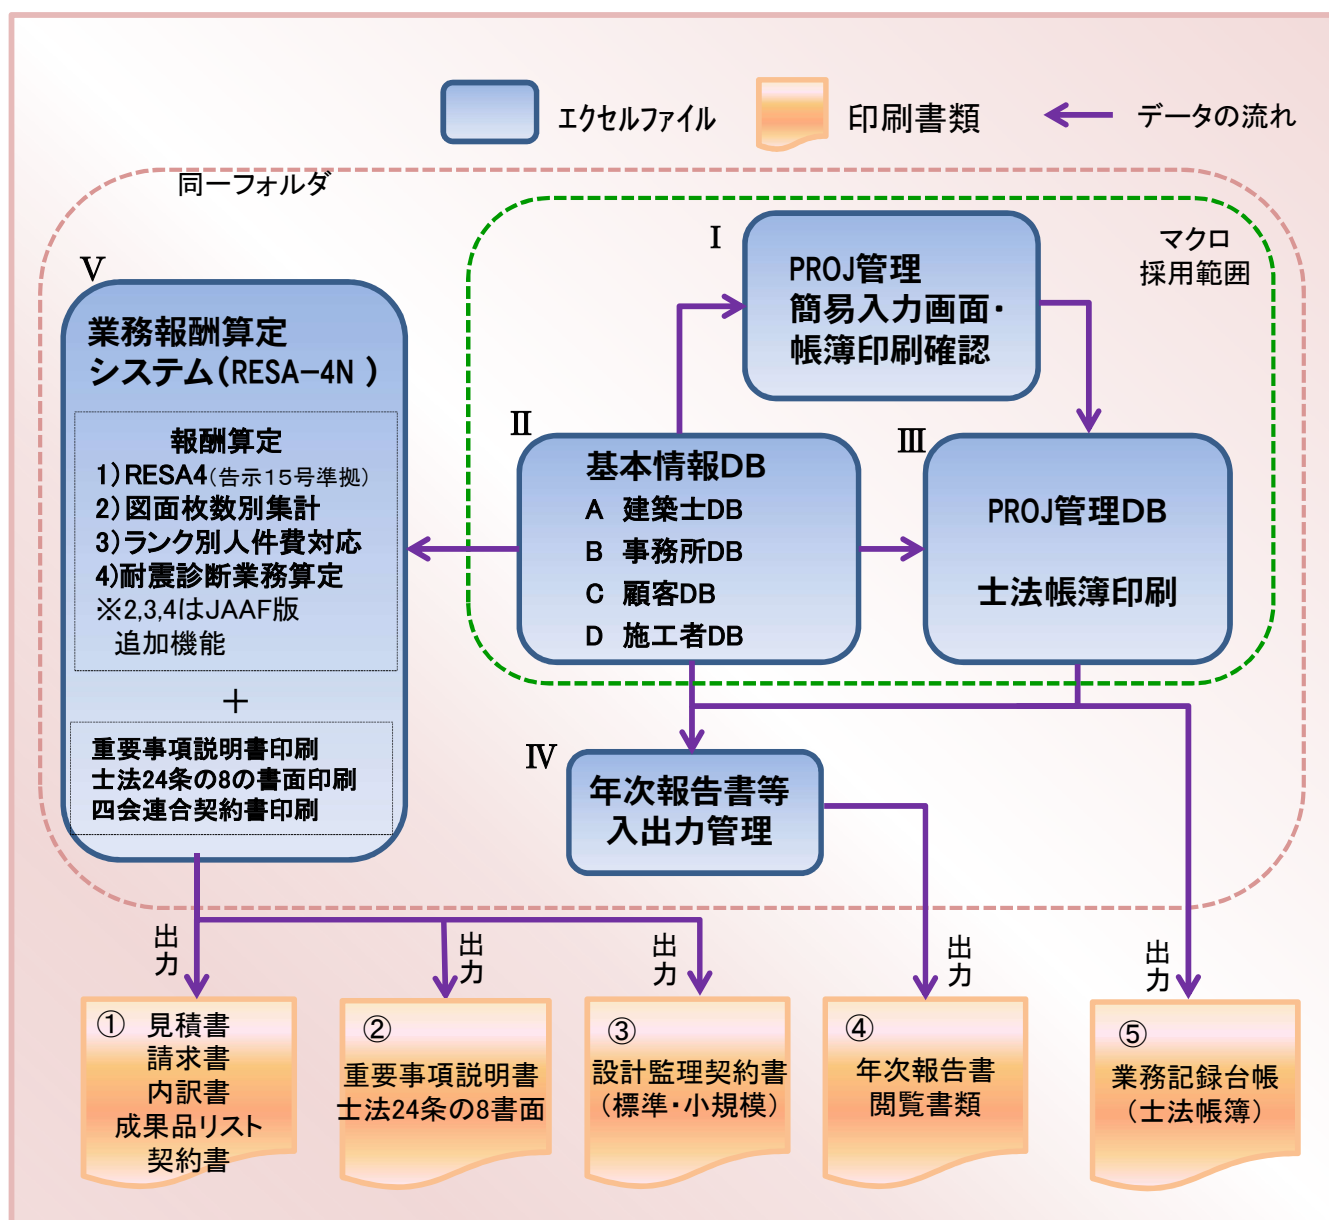 エクセルファイル
印刷書類
データの流れ
同一フォルダ
マクロ
採用範囲
Ⅰ
PROJ管理
簡易入力画面・
帳簿印刷確認
Ⅴ
業務報酬算定
システム(RESA-4N )
報酬算定
1)RESA4(告示15号準拠)
2)図面枚数別集計
3)ランク別人件費対応
4)耐震診断業務算定
※2,3,4はJAAF版
追加機能
＋
重要事項説明書印刷
士法24条の8の書面印刷
四会連合契約書印刷
Ⅱ
基本情報DB
A 建築士DB
B 事務所DB
C 顧客DB
D 施工者DB
Ⅲ
PROJ管理DB
士法帳簿印刷
Ⅳ
年次報告書等
入出力管理
出力
出力
出力
出力
出力
①
見積書
請求書
内訳書
成果品リスト
契約書
②
重要事項説明書
士法24条の8書面
③
設計監理契約書
(標準・小規模)
④
年次報告書
閲覧書類
⑤
業務記録台帳
(士法帳簿)